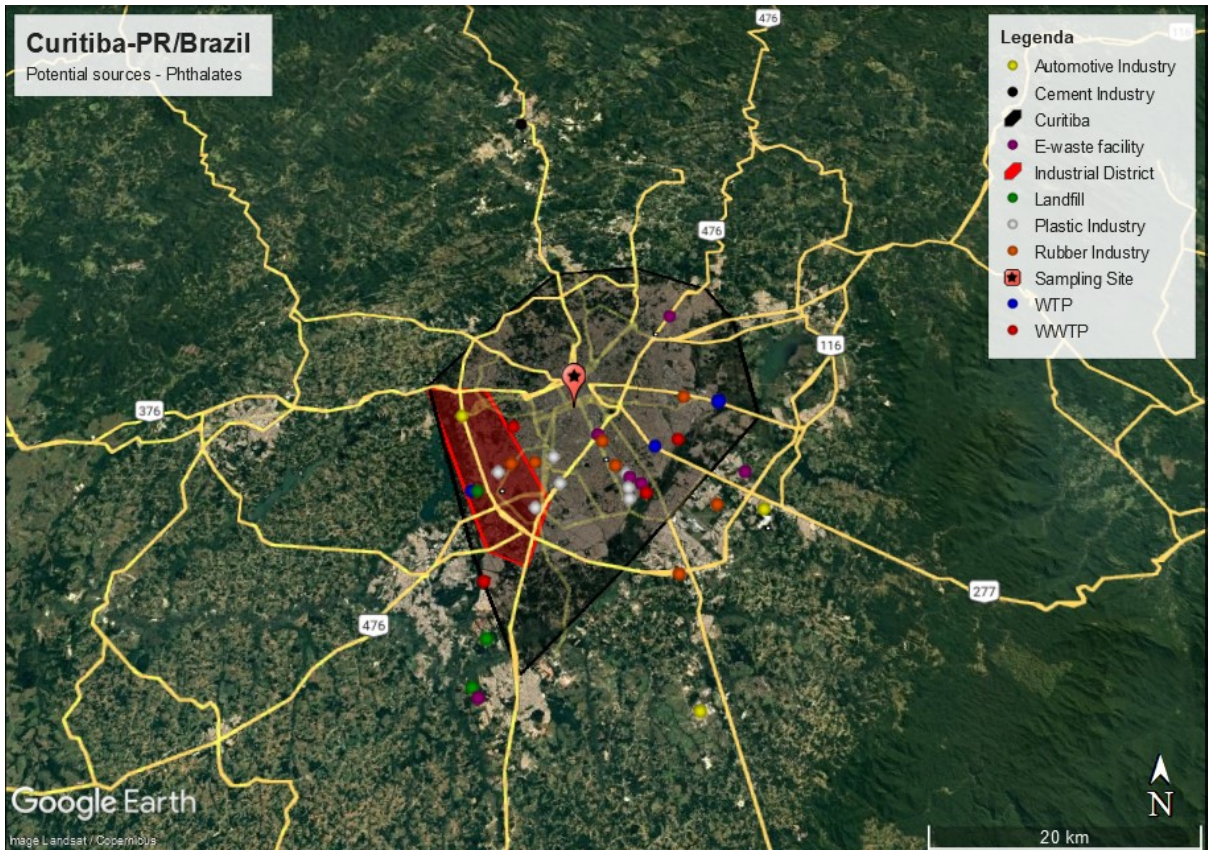 Curitiba-PR/Brazil
Potential sources - Phthalates
Legenda
Automotive Industry
Cement Industry
Curitiba
E-waste facility
Industrial District
Landfill
Plastic Industry
Rubber Industry
Sampling Site
WTP
WWTP
476
116
476
116
376
476
277
Google Earth
N
20 km
Image Landsat / Copernicus